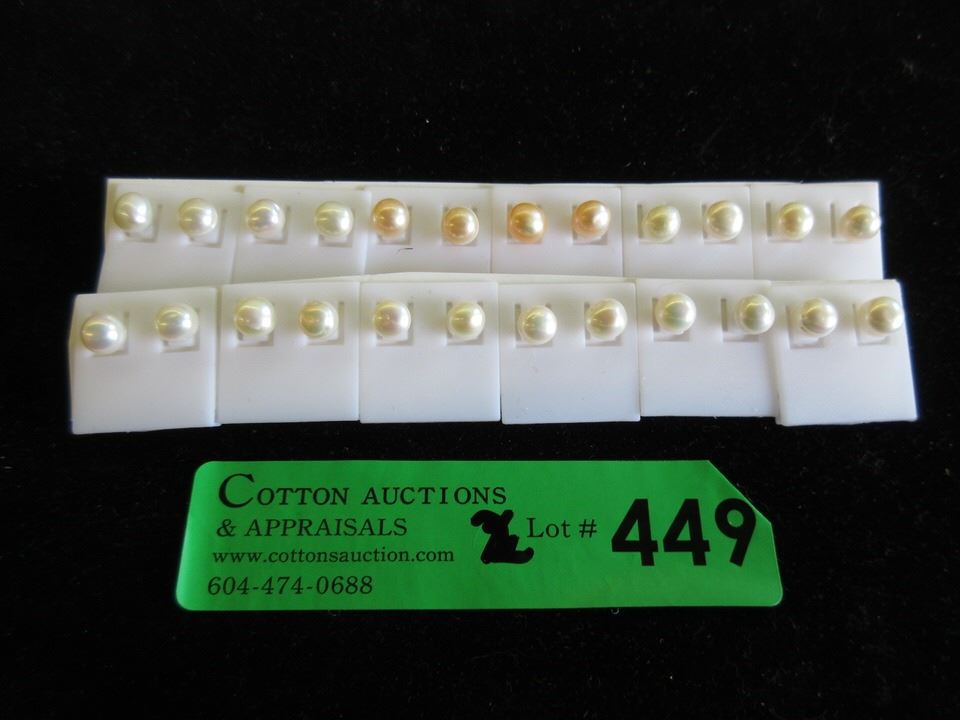 COTTON AUCTIONS
& APPRAISALS
www.cottonsauction.com
604-474-0688
Lot # 449